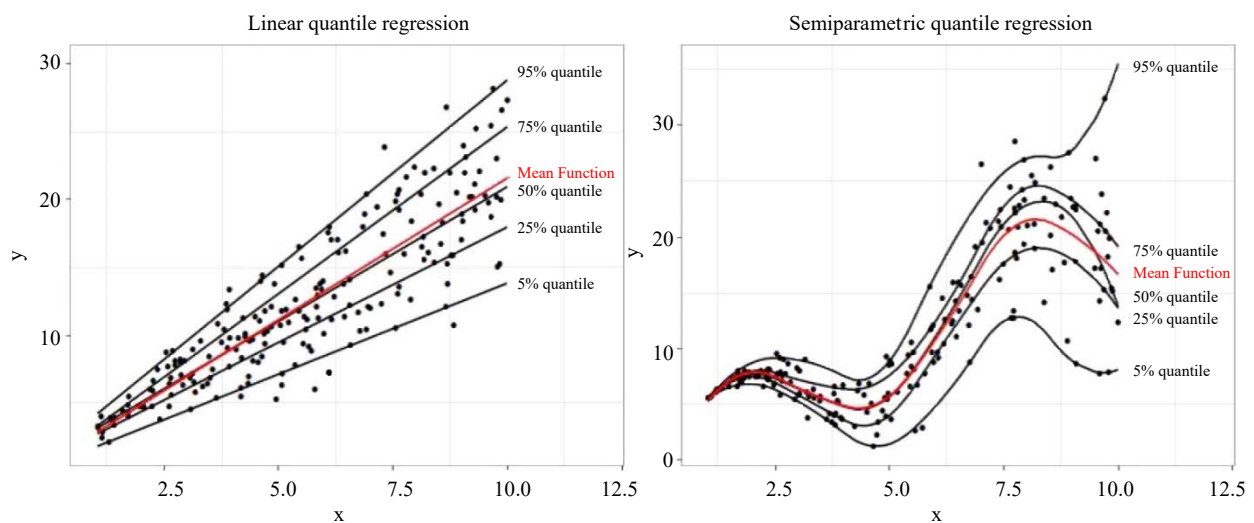 Linear quantile regression
30
20
10
y
2.5
5.0
7.5
10.0
12.5
x
95% quantile
75% quantile
Mean Function
50% quantile
25% quantile
5% quantile
Semiparametric quantile regression
30
20
10
0
y
2.5
5.0
7.5
10.0
12.5
x
95% quantile
75% quantile
Mean Function
50% quantile
25% quantile
5% quantile